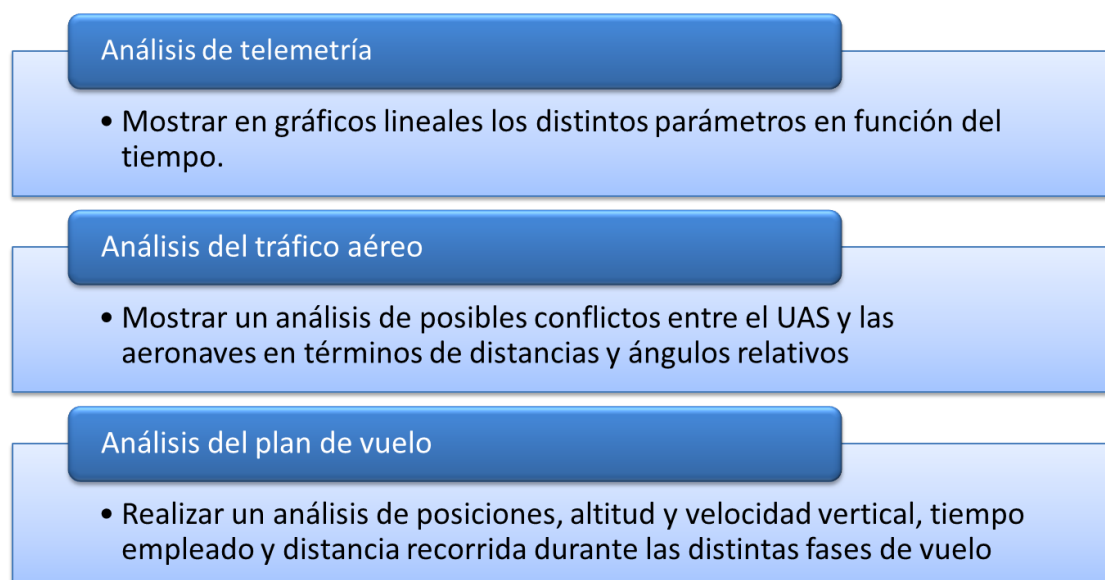 Análisis de telemetría
• Mostrar en gráficos lineales los distintos parámetros en función del
tiempo.
Análisis del tráfico aéreo
• Mostrar un análisis de posibles conflictos entre el UAS y las
aeronaves en términos de distancias y ángulos relativos
Análisis del plan de vuelo
• Realizar un análisis de posiciones, altitud y velocidad vertical, tiempo
empleado y distancia recorrida durante las distintas fases de vuelo